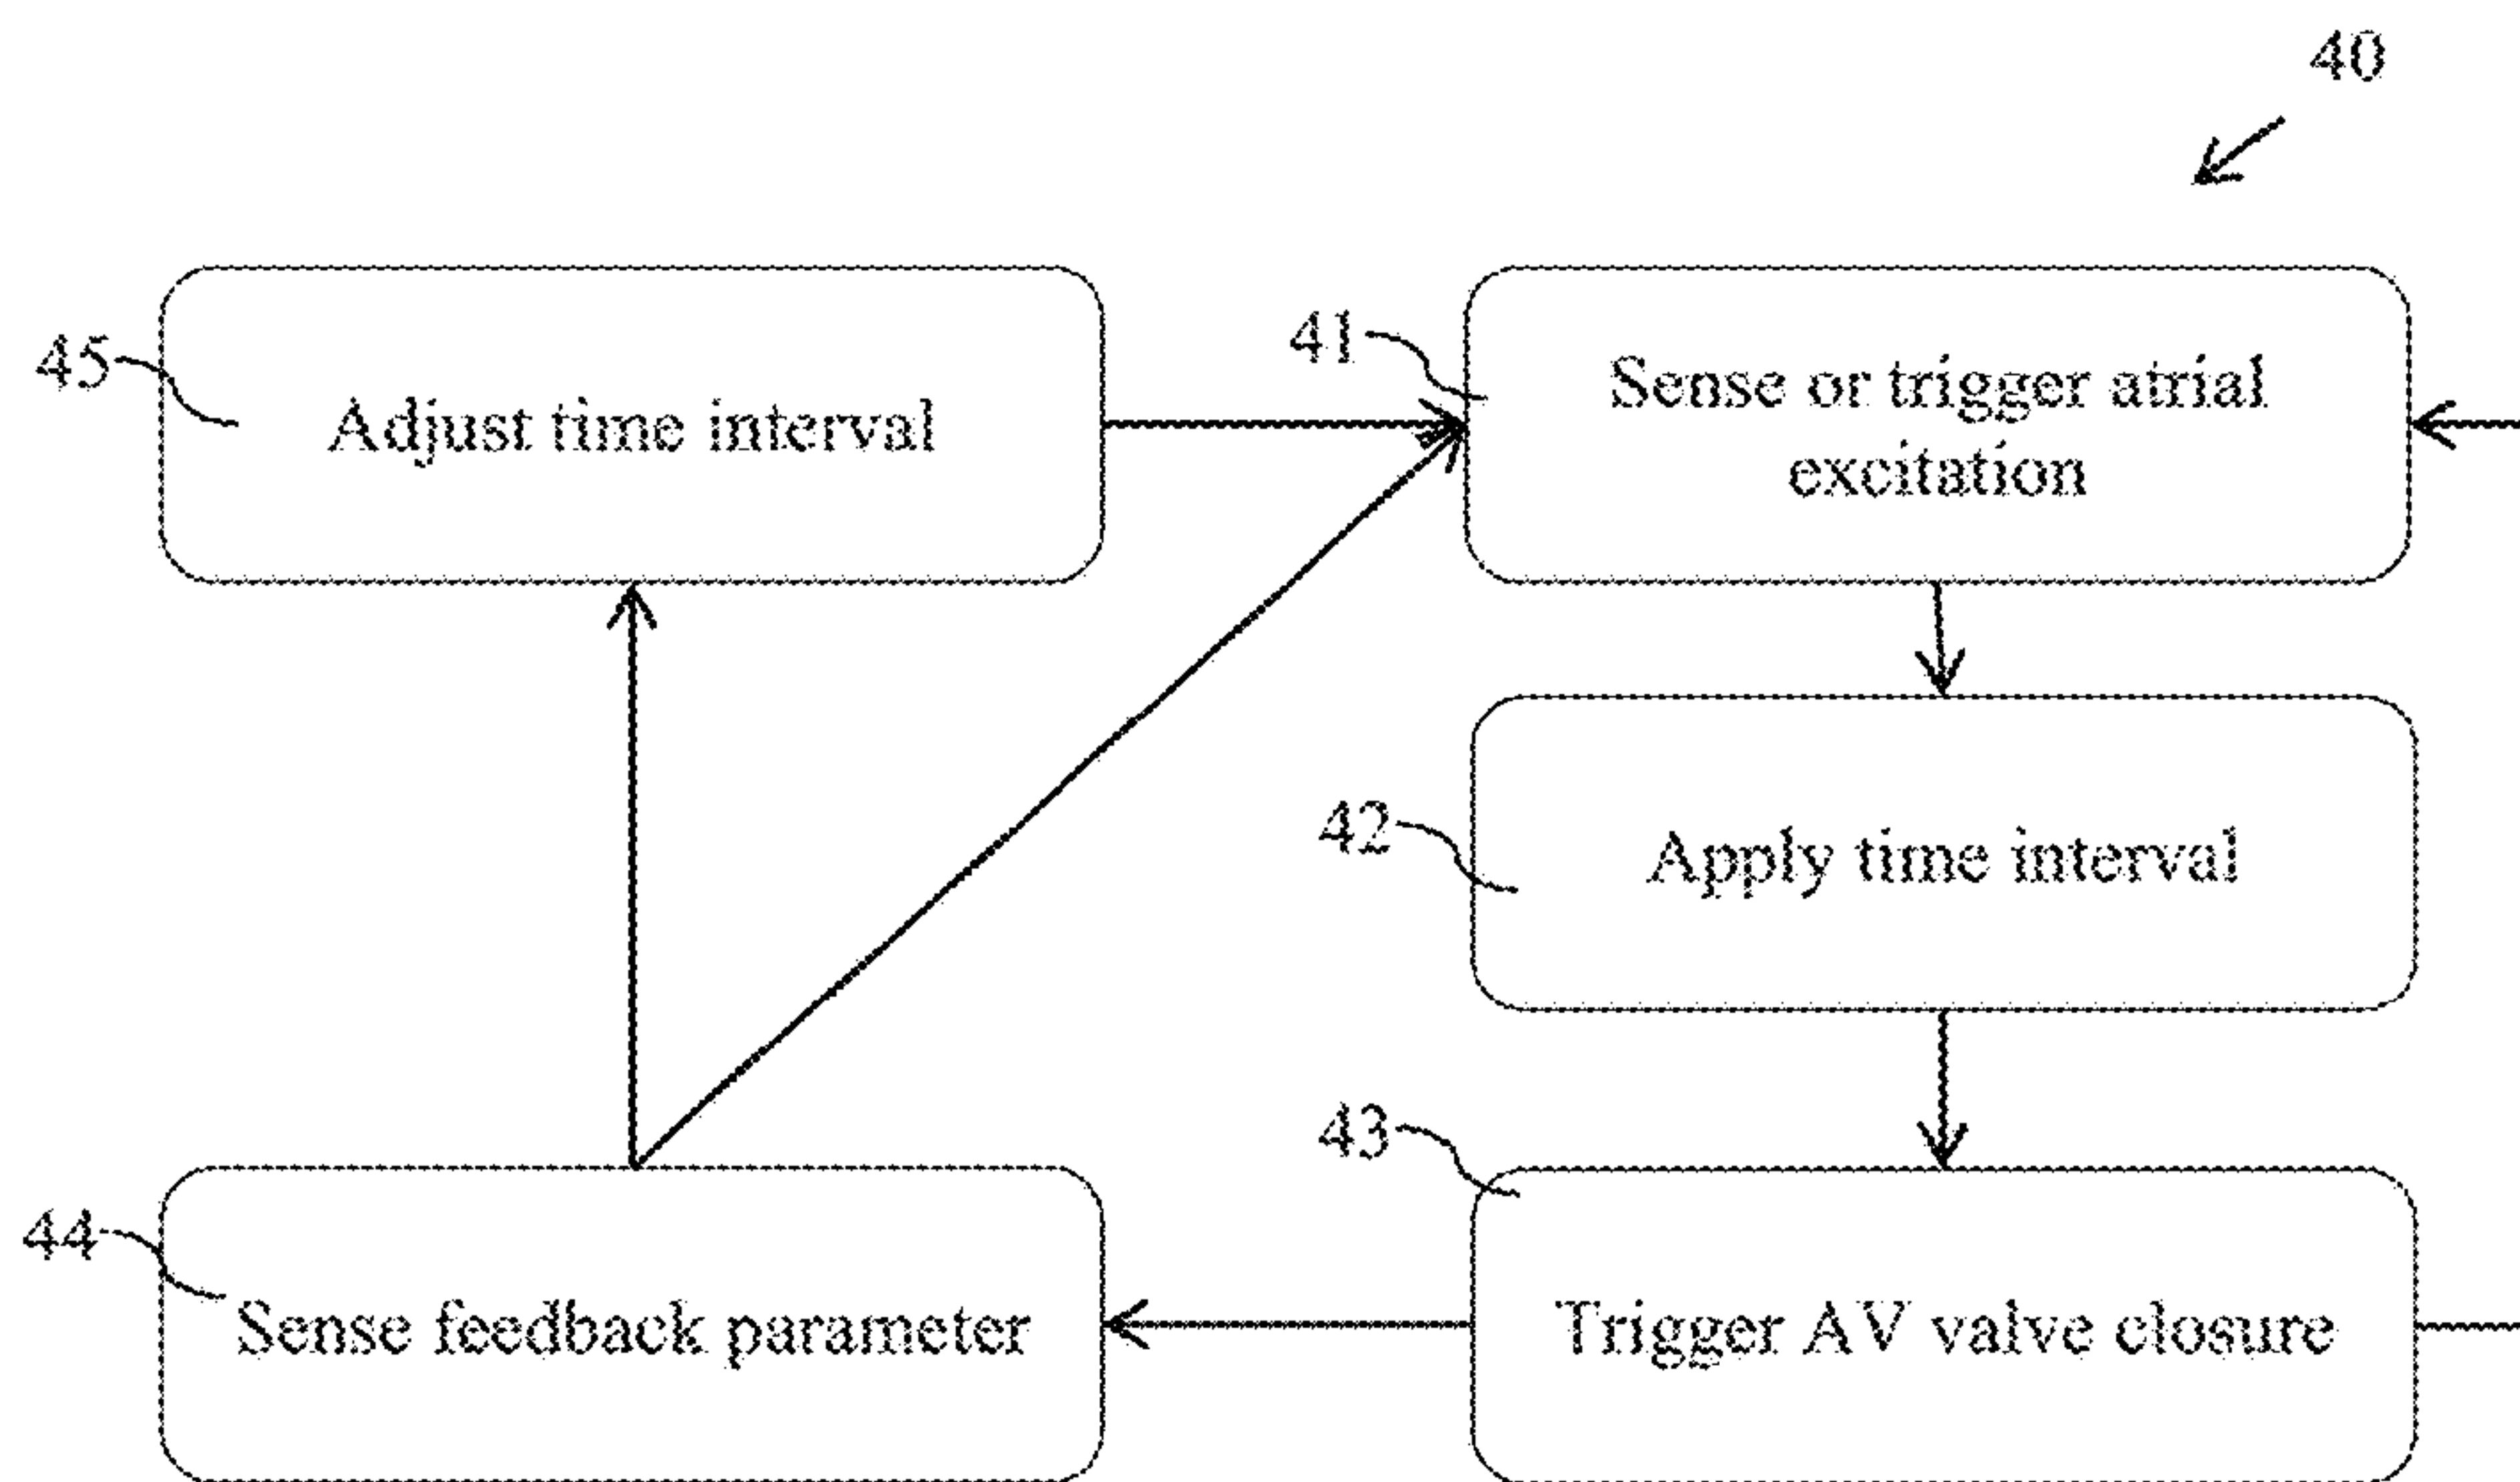 40
45
Adjust time interval
41
Sense or trigger atrial
excitation
42
Apply time interval
43
44
Sense feedback parameter
Trigger AV valve closure